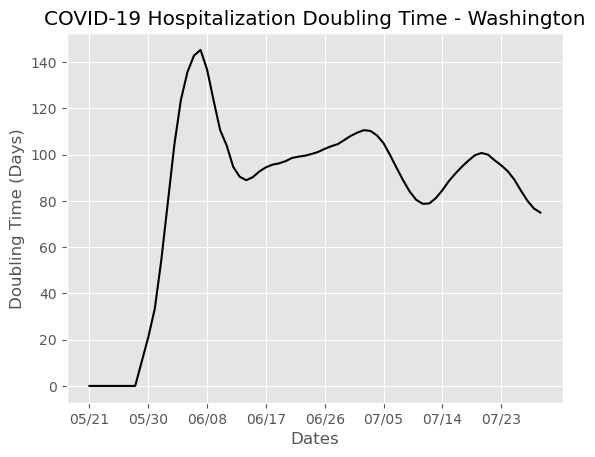 COVID-19 Hospitalization Doubling Time - Washington
Doubling Time (Days)
140
120
100
80
60
40
20
0
05/21 05/30 06/08 06/17 06/26 07/05 07/14 07/23
Dates